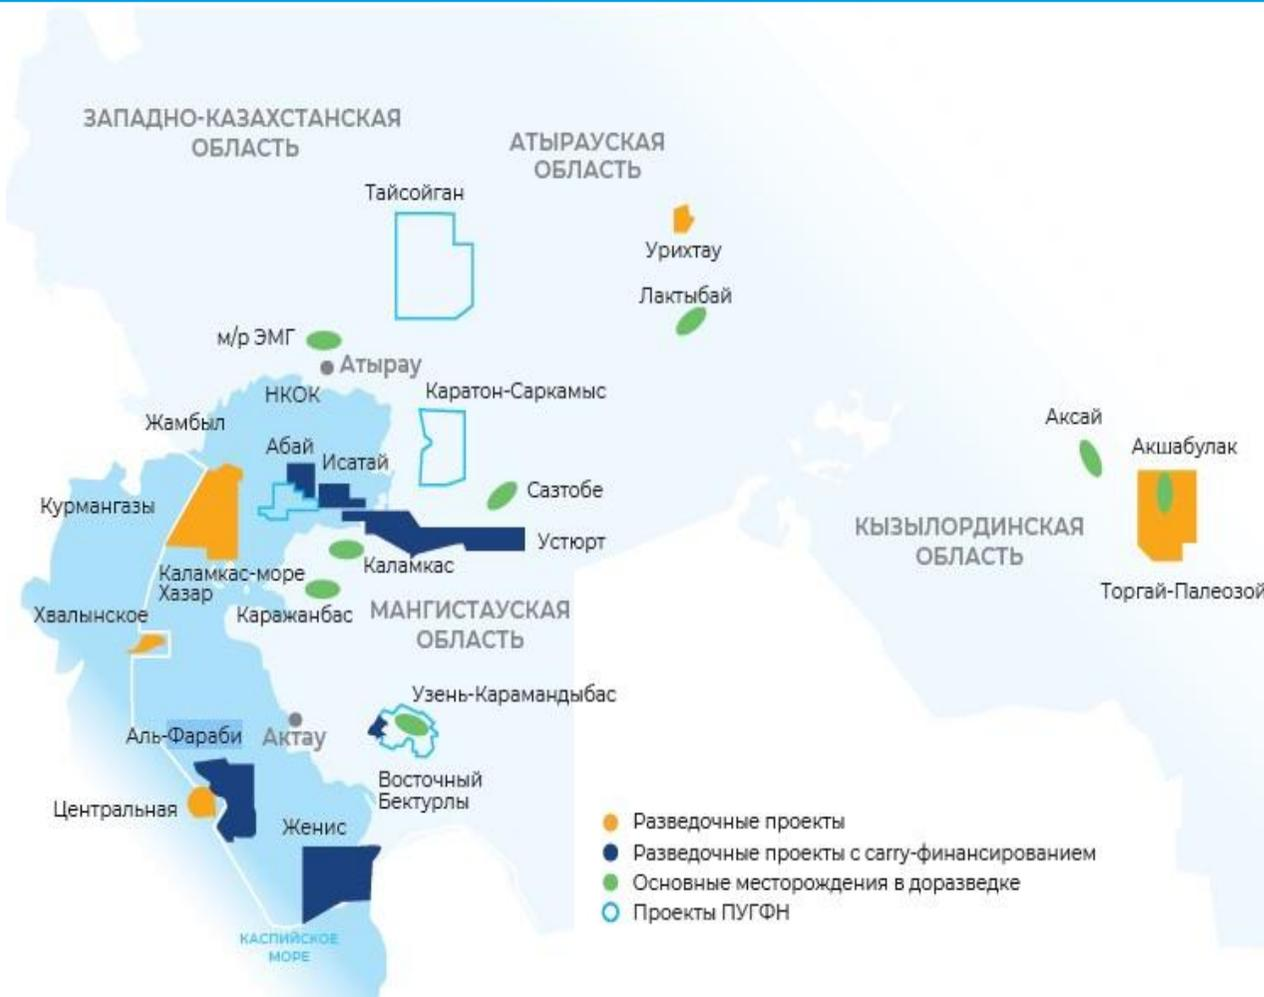 ЗАПАДНО-КАЗАХСТАНСКАЯ
ОБЛАСТЬ
АТЫРАУСКАЯ
ОБЛАСТЬ
Тайсойган
Урихтау
Лактыбай
м/р ЭМГ
Атырау
НКОК
Каратон-Саркамыс
Жамбыл
Абай
Исатай
Аксай
Акшабулак
Курмангазы
Сазтобе
КЫЗЫЛОРДИНСКАЯ
ОБЛАСТЬ
Устюрт
Каламкас
Каламкас-море
Хазар
Торгай-Палеозой
Хвалынское
Каражанбас
МАНГИСТАУСКАЯ
ОБЛАСТЬ
Узень-Карамандыбас
Аль-Фараби
Актау
Восточный
Бектурлы
Центральная
Женис
Разведочные проекты
Разведочные проекты с carry-финансированием
Основные месторождения в доразведке
Проекты ПУГФН
КАСПИЙСКОЕ
МОРЕ